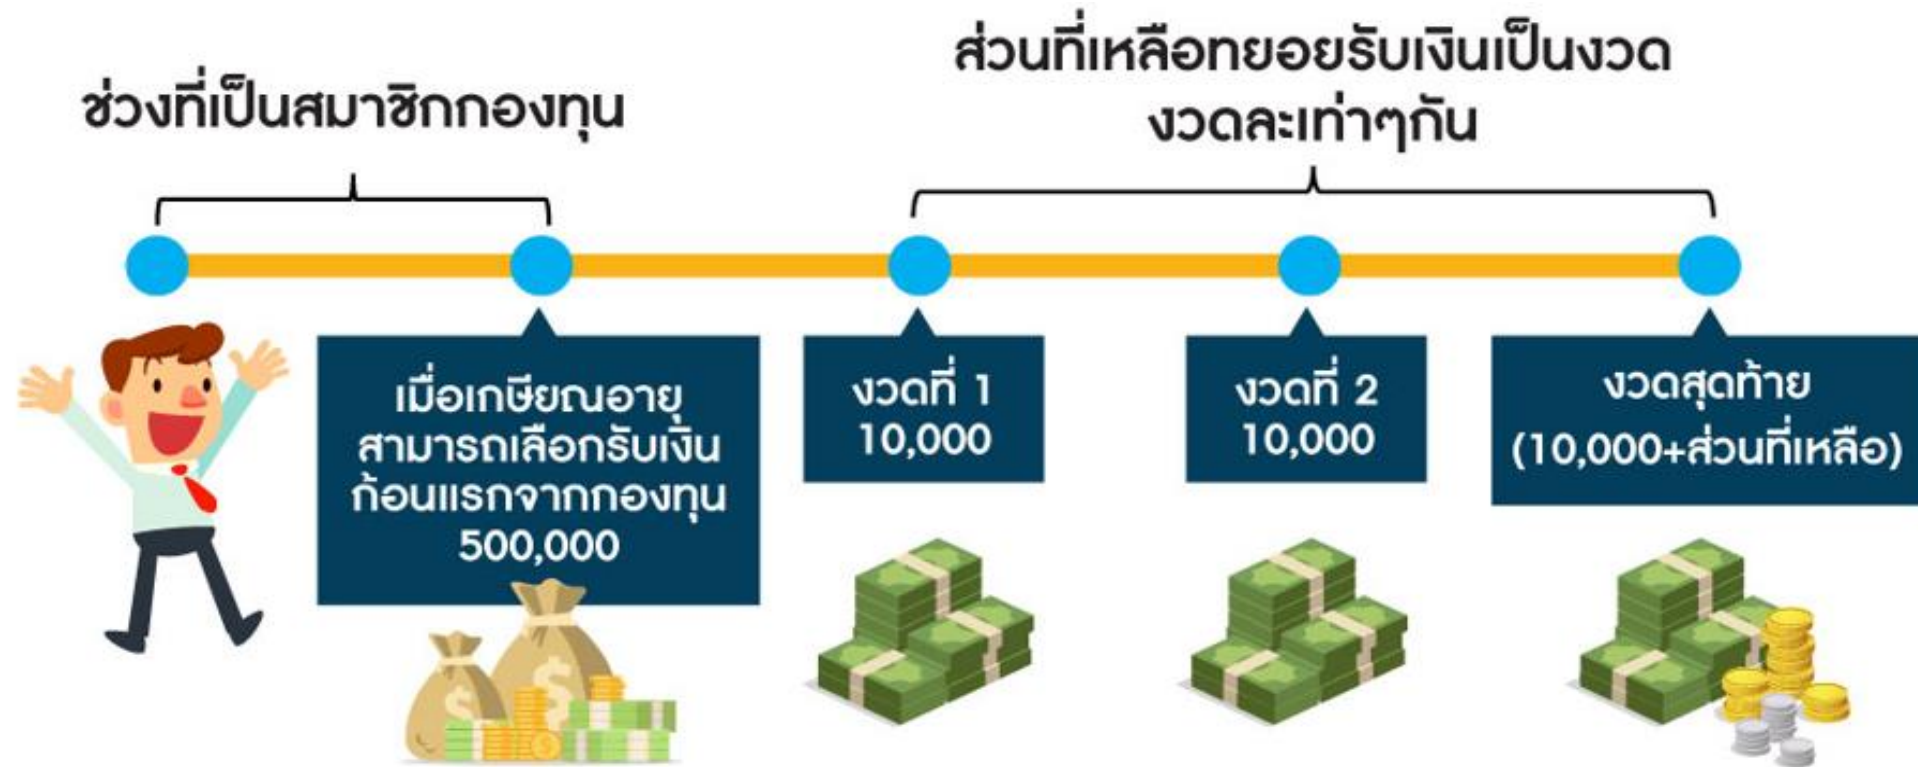 ช่วงที่เป็นสมาชิกกองทุน
ส่วนที่เหลือทยอยรับเงินเป็นงวด
งวดละเท่าๆกัน
เมื่อเกษียณอายุ
สามารถเลือกรับเงิน
ก้อนแรกจากกองทุน
500,000
งวดที่ 1
10,000
งวดที่ 2
10,000
งวดสุดท้าย
(10,000+ส่วนที่เหลือ)